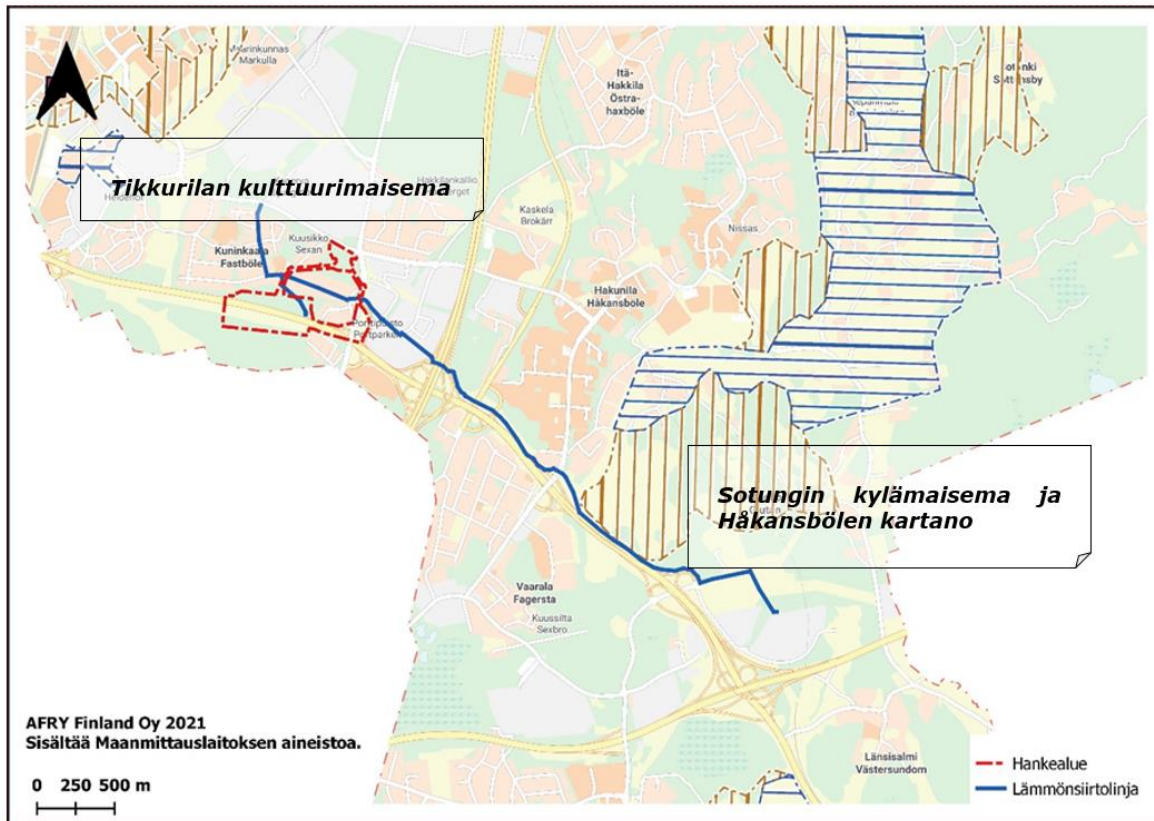 Markulla
Itä-
Hakkila
Östra-
haxböle
Tikkurilan kulttuurimaisema
Kaskela
Brokärr
Nissas
Kuusikko
Sexan
Kuninkaala
Fastböle
Hakunila
Håkansböle
Sotungin kylämaisema ja
Håkansbölen kartano
Vaarala
Fagersta
Kuussilta
Sexbro
Länsisalmi
Västersundom
AFRY Finland Oy 2021
Sisältää Maanmittauslaitoksen aineistoa.
0 250 500 m
Hankealue
Lämmönsiirtolinja